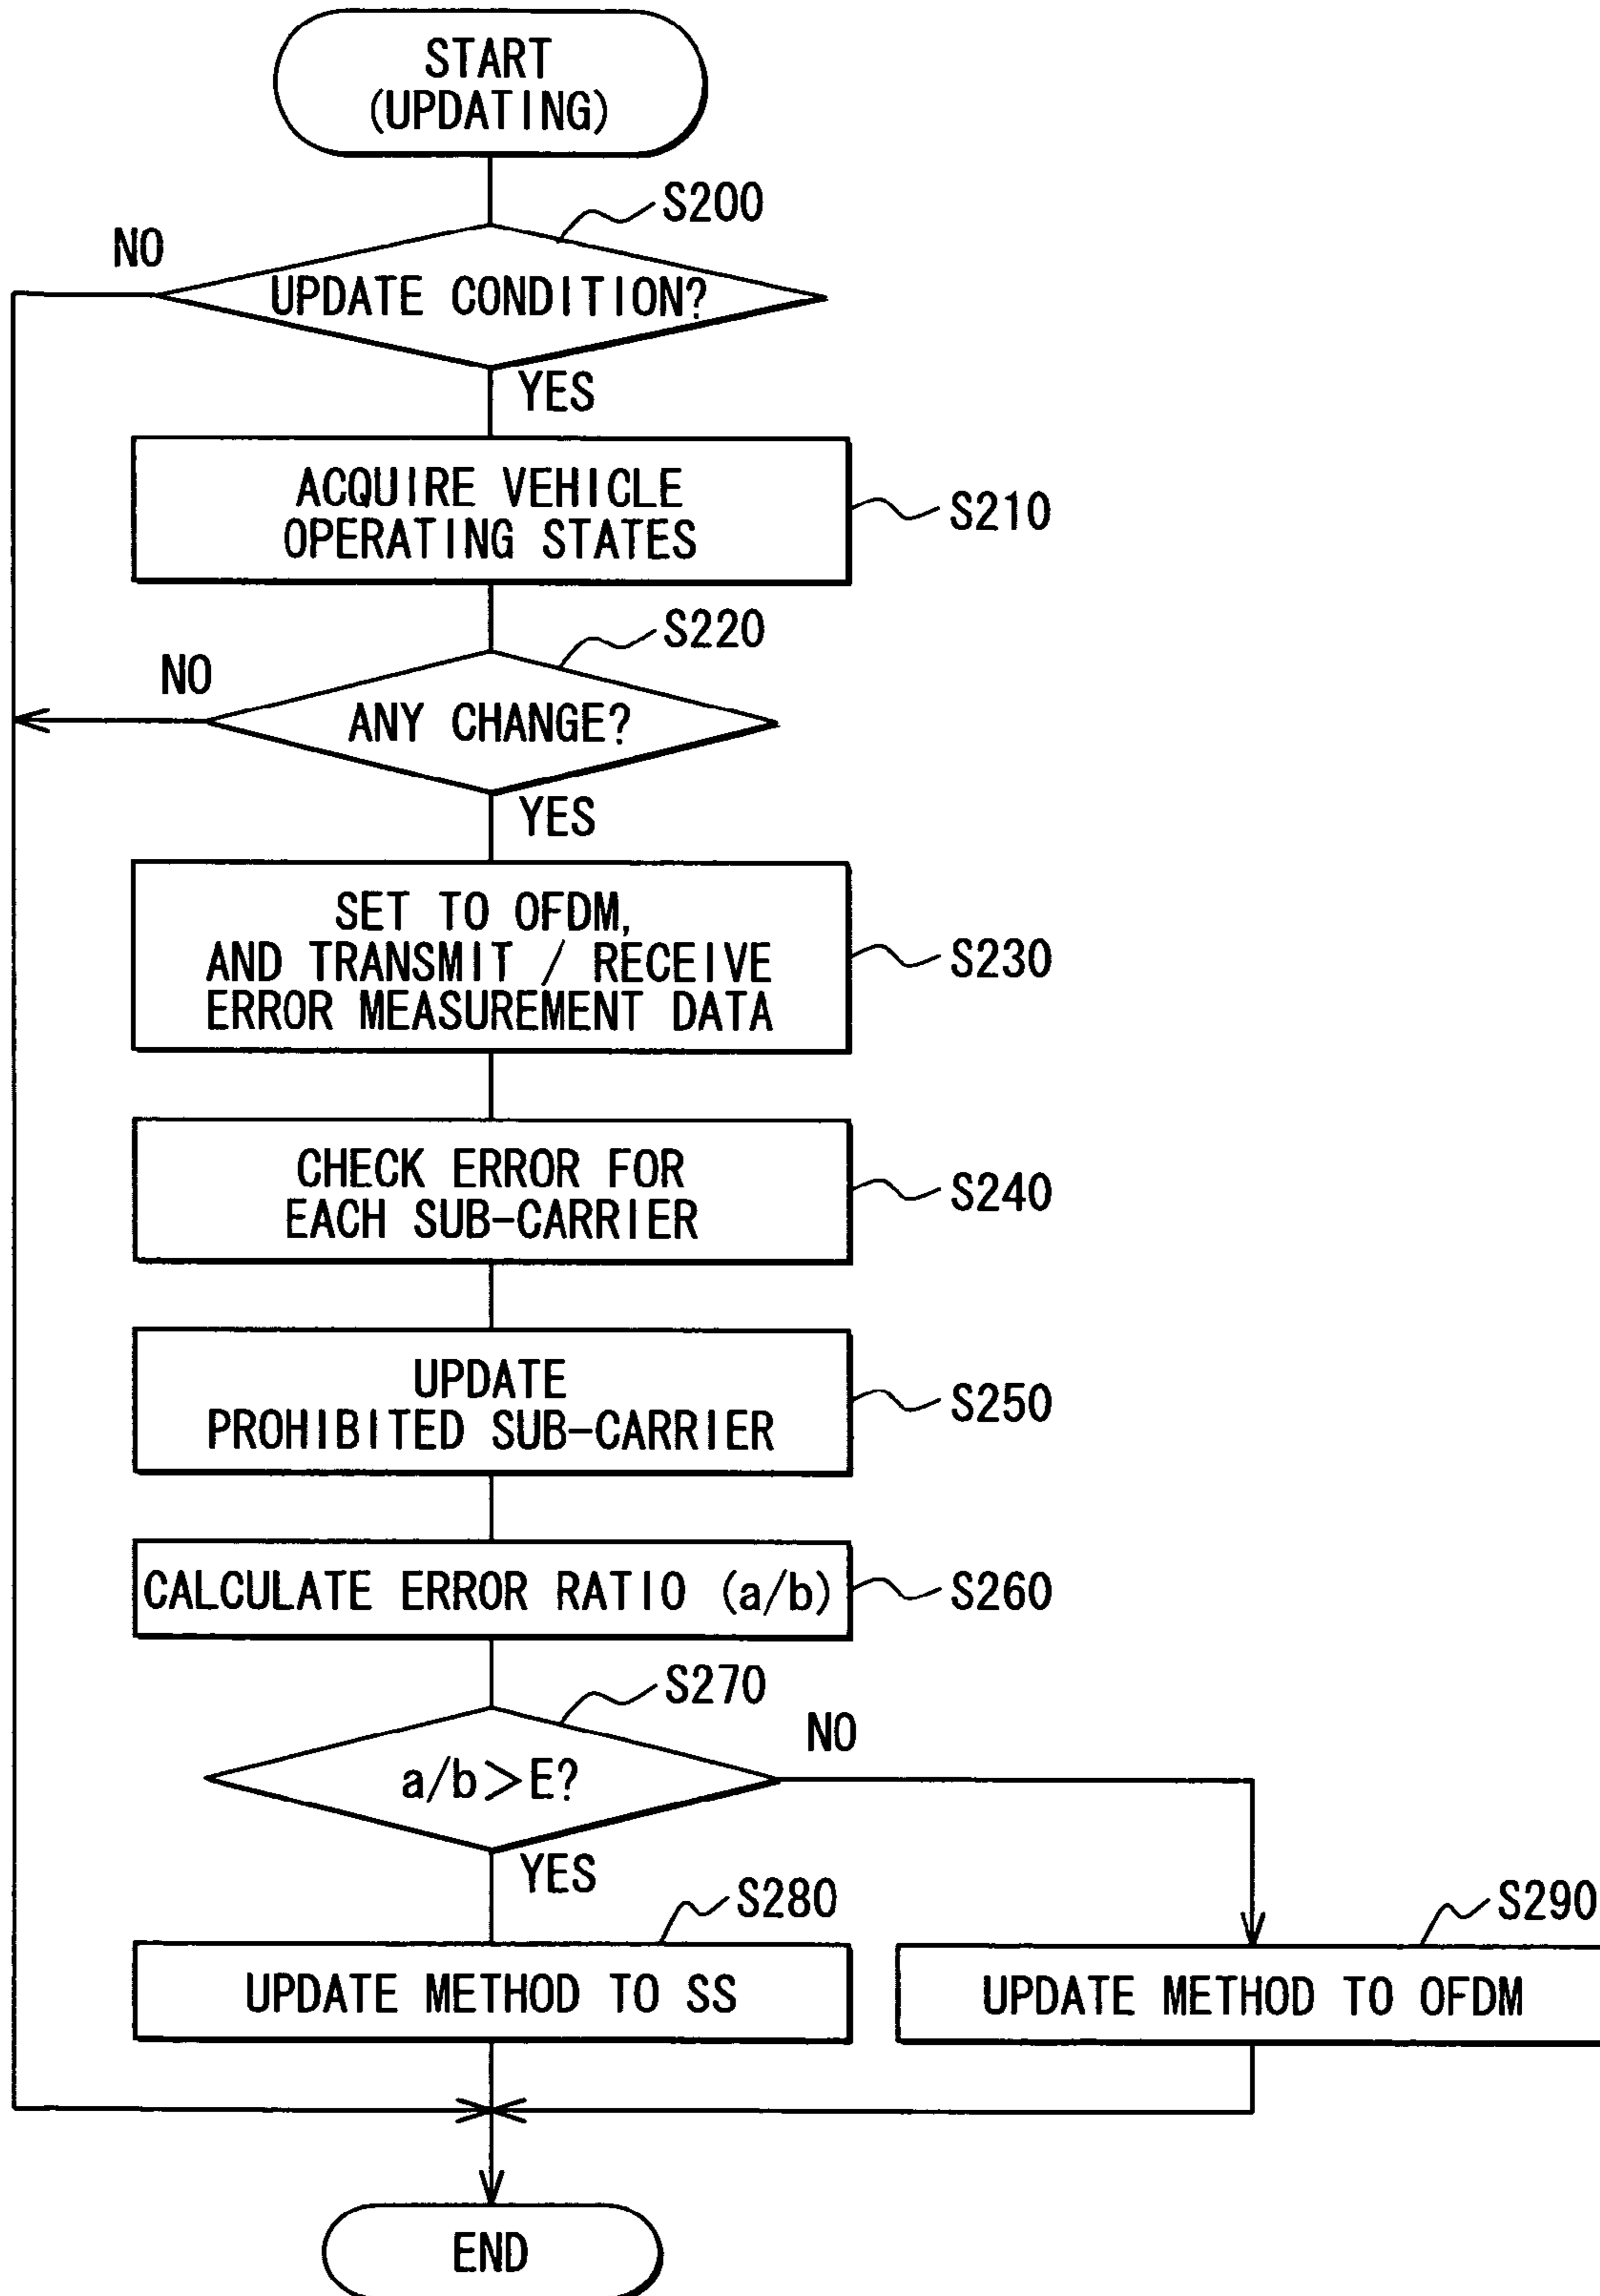 START
(UPDATING)
S200
NO
UPDATE CONDITION?
YES
ACQUIRE VEHICLE
OPERATING STATES
S210
S220
NO
ANY CHANGE?
YES
SET TO OFDM,
AND TRANSMIT / RECEIVE
ERROR MEASUREMENT DATA
S230
CHECK ERROR FOR
EACH SUB-CARRIER
S240
UPDATE
PROHIBITED SUB-CARRIER
S250
CALCULATE ERROR RATIO (a/b)
S260
S270
NO
a/b>E?
YES
S280
S290
UPDATE METHOD TO SS
UPDATE METHOD TO OFDM
END